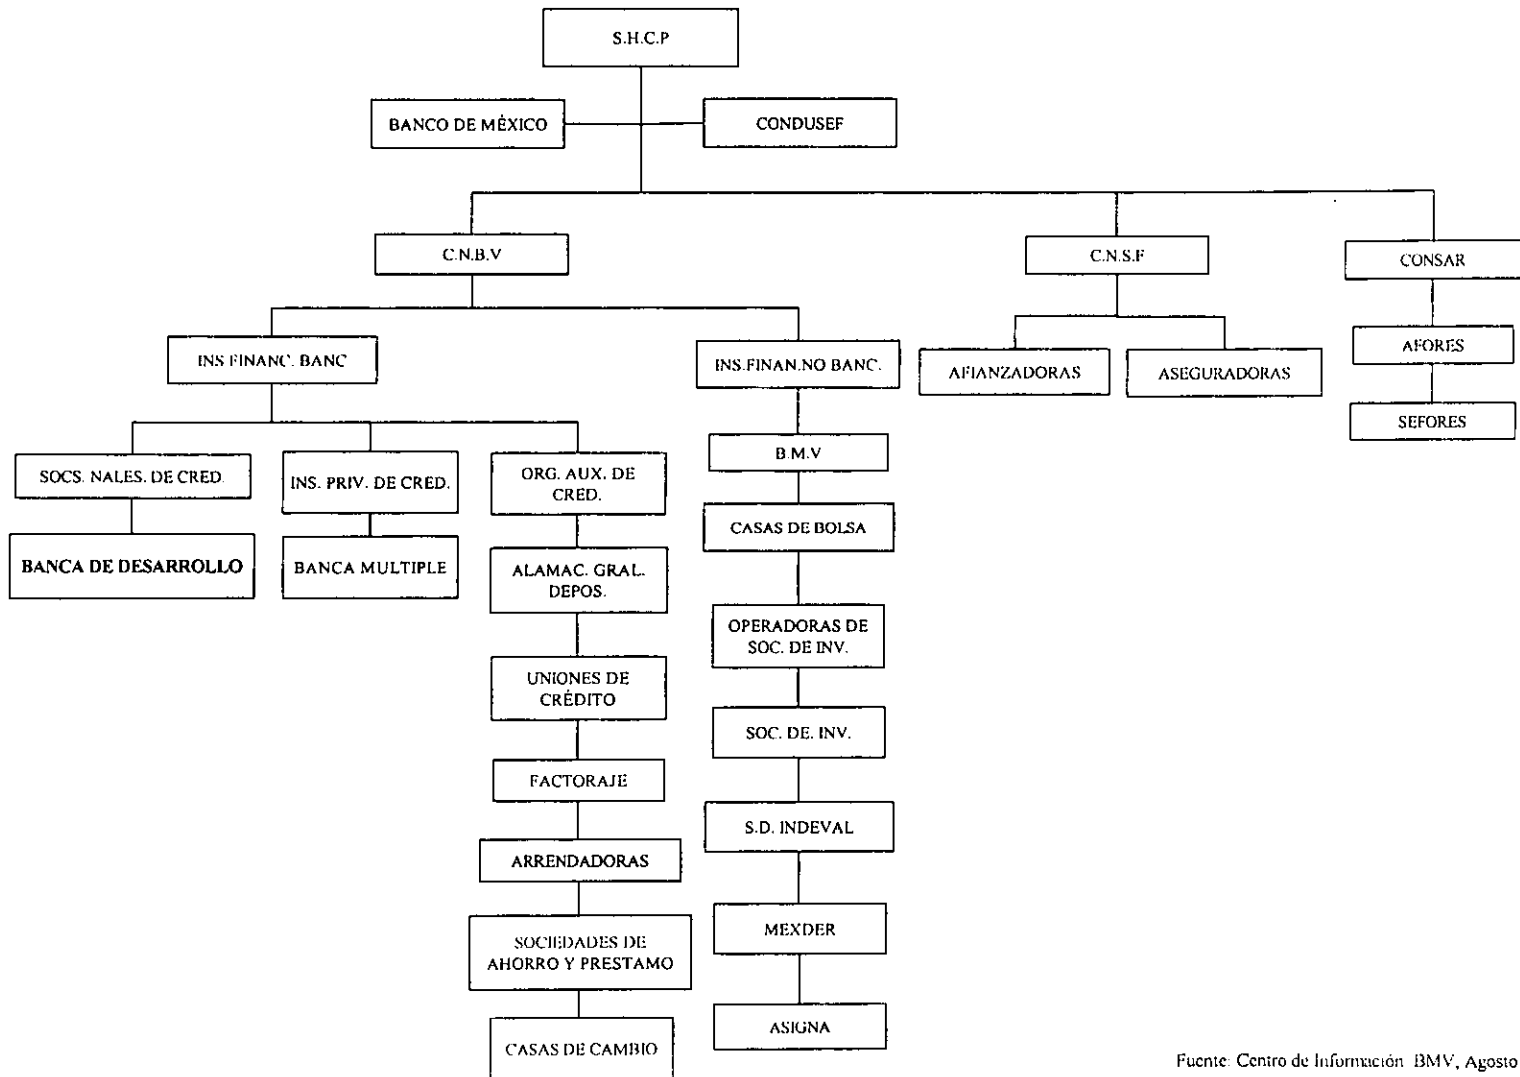 S.H.C.P
BANCO DE MÉXICO
CONDUSEF
C.N.B.V
C.N.S.F
CONSAR
INS FINANC. BANC
INS.FINAN.NO BANC.
AFIANZADORAS
ASEGURADORAS
AFORES
SEFORES
SOCS. NALES. DE CRED.
INS. PRIV. DE CRED.
ORG. AUX. DE
CRED.
B.M.V
BANCA DE DESARROLLO
BANCA MULTIPLE
ALAMAC. GRAL.
DEPOS.
CASAS DE BOLSA
UNIONES DE
CRÉDITO
OPERADORAS DE
SOC. DE INV.
FACTORAJE
SOC. DE. INV.
ARRENDADORAS
S.D. INDEVAL
SOCIEDADES DE
AHORRO Y PRESTAMO
MEXDER
CASAS DE CAMBIO
ASIGNA
Fuente: Centro de Información BMV, Agosto